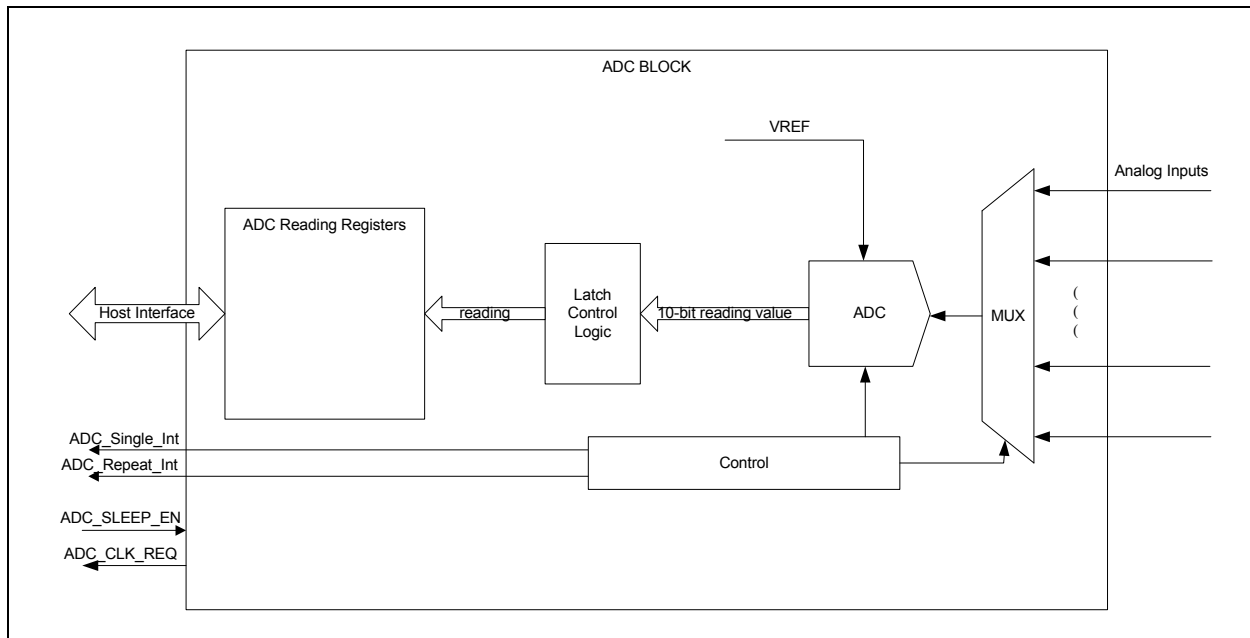 ADC BLOCK
VREF
Analog Inputs
ADC Reading Registers
Host Interface
reading
Latch
Control
Logic
10-bit reading value
ADC
MUX
(
(
(
ADC_Single_Int
ADC_Repeat_Int
Control
ADC_SLEEP_EN
ADC_CLK_REQ